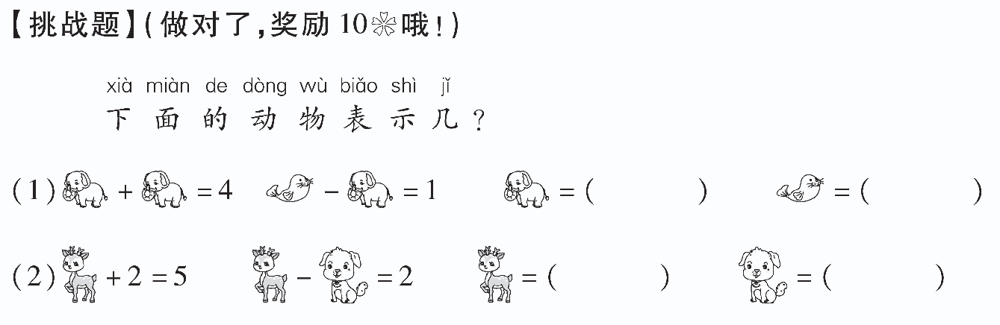 【挑战题】(做对了,奖励10哦!)
xià miàn de dòng wù biǎo shì jǐ
下面的动物表示几?
(1) + =4 - =1 =( ) =( )
(2) +2=5 - =2 =( ) =( )